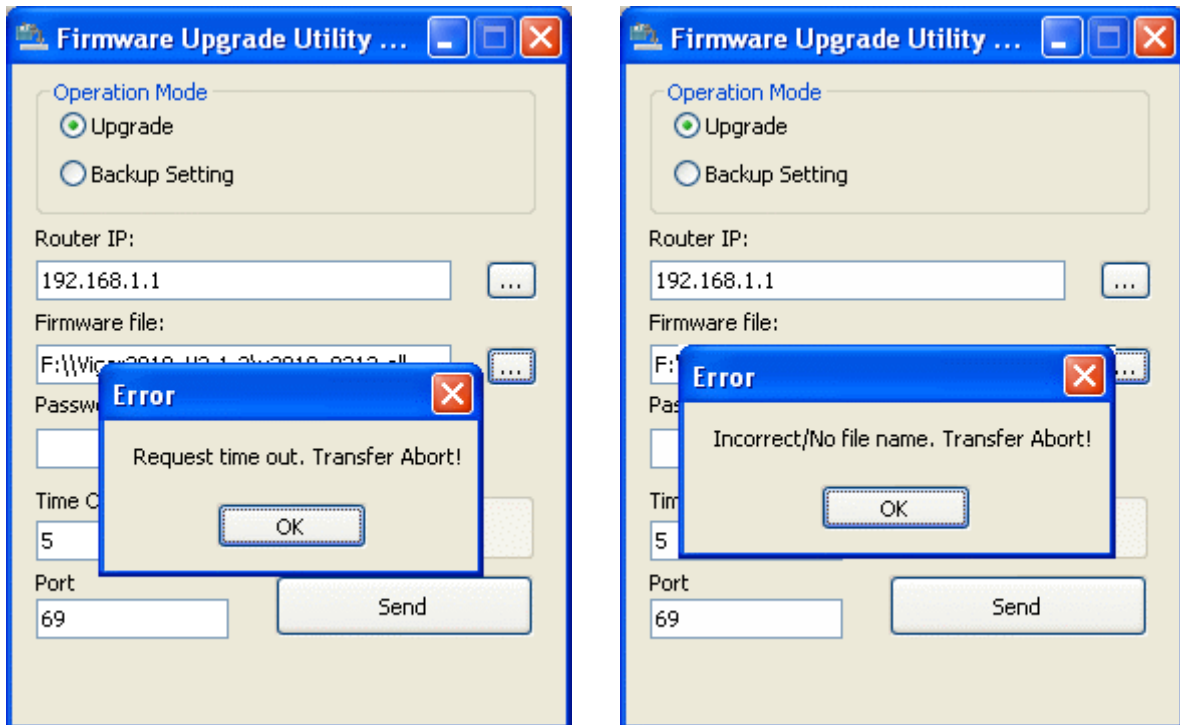 Firmware Upgrade Utility ...
Operation Mode
Upgrade
Backup Setting
Router IP:
192.168.1.1
...
Firmware file:
...
Error
Request time out. Transfer Abort!
OK
5
Port
69
Send
Firmware Upgrade Utility ...
Operation Mode
Upgrade
Backup Setting
Router IP:
192.168.1.1
...
Firmware file:
...
Error
Incorrect/No file name. Transfer Abort!
OK
5
Port
69
Send